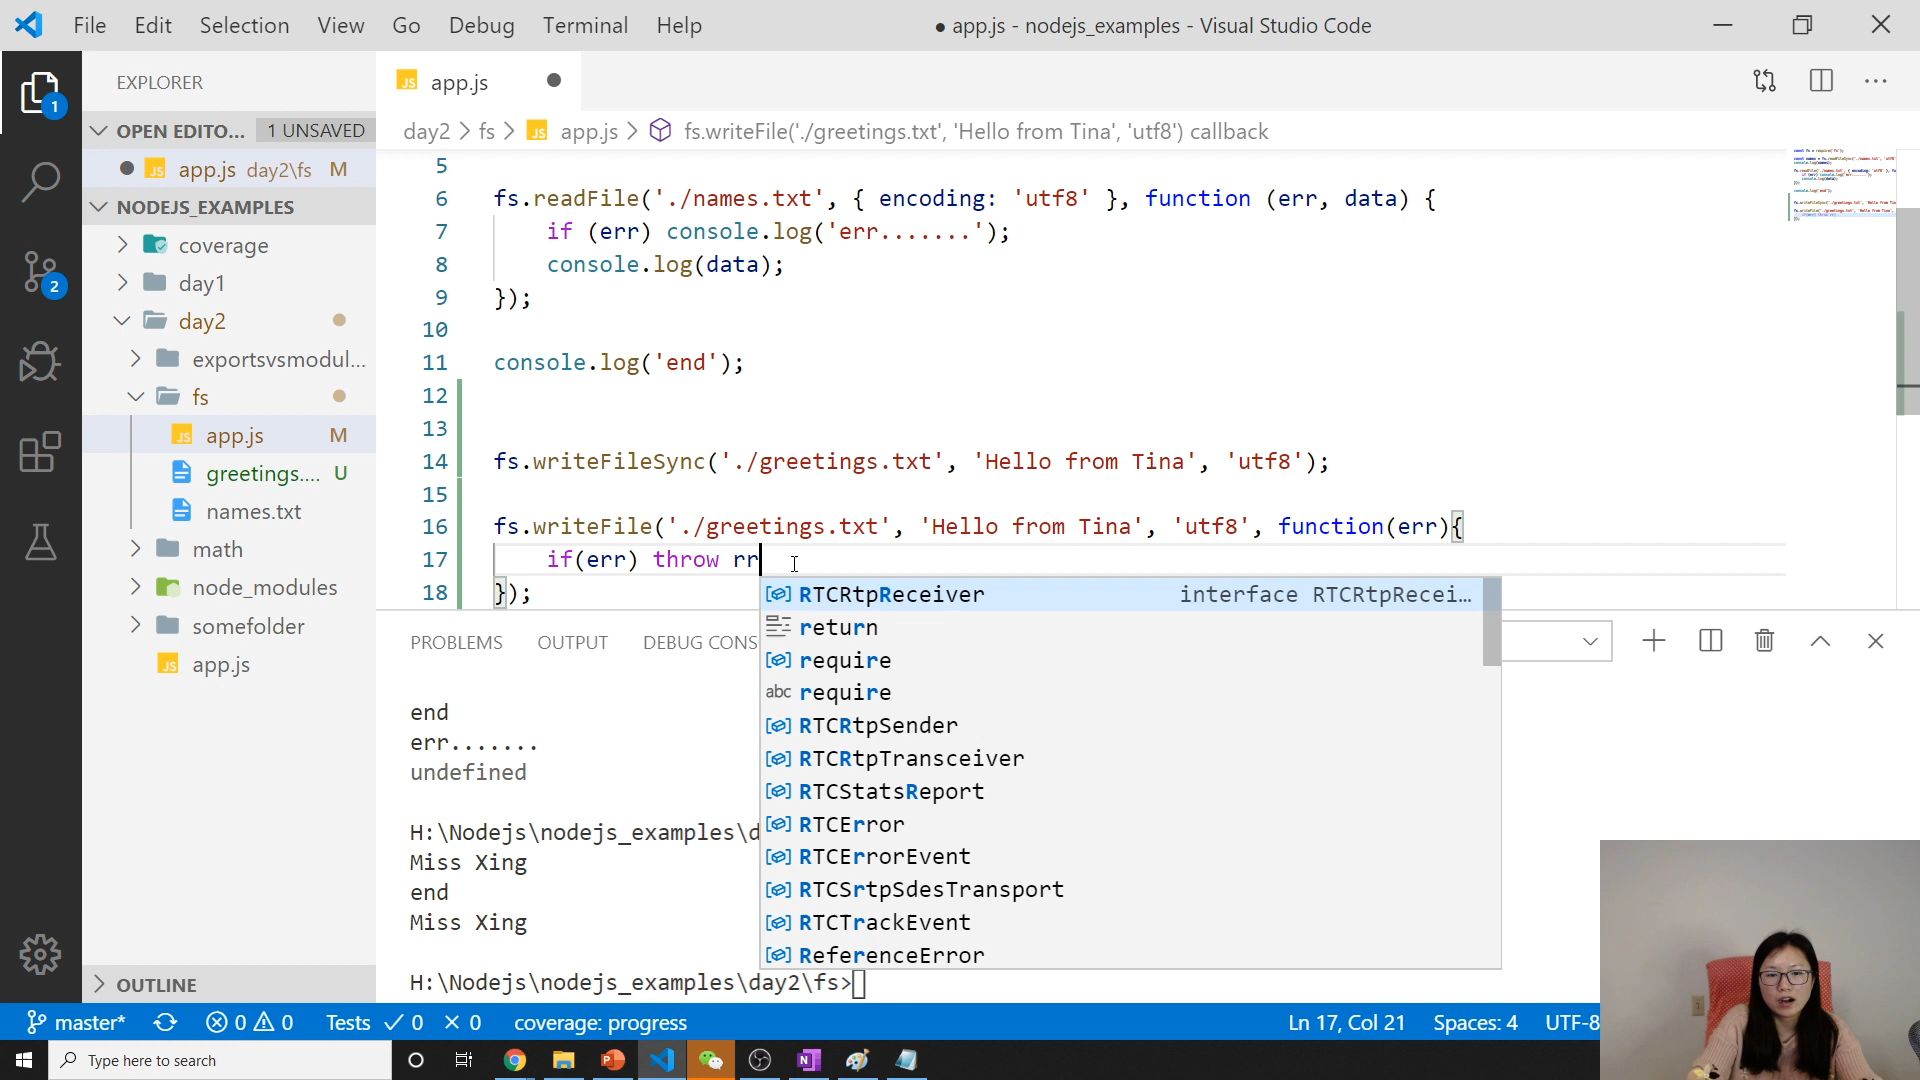 File Edit Selection View Go Debug Terminal Help
● app.js - nodejs_examples - Visual Studio Code
EXPLORER
OPEN EDITO... 1 UNSAVED
app.js day2\fs M
NODEJS_EXAMPLES
coverage
day1
day2
exportsvsmodul...
fs
app.js M
greetings.... U
names.txt
math
node_modules
somefolder
app.js
OUTLINE
app.js
day2 > fs > app.js > fs.writeFile('./greetings.txt', 'Hello from Tina', 'utf8') callback
5
6 fs.readFile('./names.txt', { encoding: 'utf8' }, function (err, data) {
7 if (err) console.log('err.......');
8 console.log(data);
9 });
10
11 console.log('end');
12
13
14 fs.writeFileSync('./greetings.txt', 'Hello from Tina', 'utf8');
15
16 fs.writeFile('./greetings.txt', 'Hello from Tina', 'utf8', function(err){
17 if(err) throw rr
18 });
RTCRtpReceiver interface RTCRtpRecei...
return
require
abc require
RTCRtpSender
RTCRtpTransceiver
RTCStatsReport
RTCError
RTCErrorEvent
RTCSrtpSdesTransport
RTCTrackEvent
ReferenceError
PROBLEMS OUTPUT DEBUG CONS
end
err.......
undefined
H:\Nodejs\nodejs_examples\d
Miss Xing
end
Miss Xing
H:\Nodejs\nodejs_examples\day2\fs>
master* 0 0 Tests 0 0 coverage: progress Ln 17, Col 21 Spaces: 4 UTF-8
Type here to search